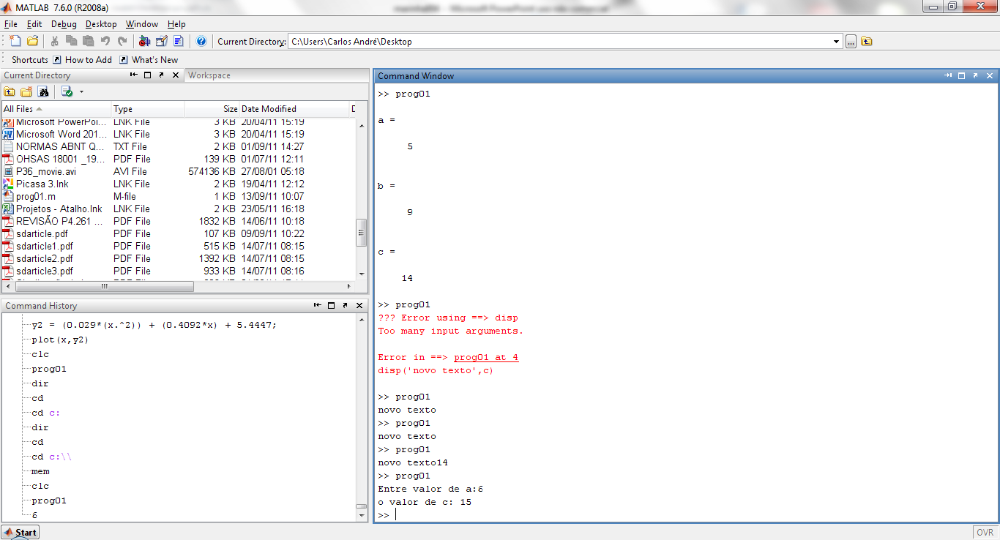 MATLAB 7.6.0 (R2008a)
File Edit Debug Desktop Window Help
Current Directory: C:\Users\Carlos André\Desktop ...
Shortcuts How to Add What's New
Current Directory Workspace
All Files Type Size Date Modified D
Microsoft PowerPoi... LNK File 3 KB 20/04/11 15:19
Microsoft Word 201... LNK File 3 KB 20/04/11 15:19
NORMAS ABNT Q... TXT File 2 KB 01/09/11 14:27
OHSAS 18001 _19... PDF File 139 KB 01/07/11 12:11
P36_movie.avi AVI File 574136 KB 27/08/01 05:18
Picasa 3.lnk LNK File 2 KB 19/04/11 12:12
prog01.m M-file 1 KB 13/09/11 10:07
Projetos - Atalho.lnk LNK File 2 KB 23/05/11 16:18
REVISÃO P4.261 ... PDF File 1832 KB 14/06/11 10:18
sdarticle.pdf PDF File 107 KB 09/09/11 10:22
sdarticle1.pdf PDF File 515 KB 14/07/11 08:15
sdarticle2.pdf PDF File 1392 KB 14/07/11 08:15
sdarticle3.pdf PDF File 933 KB 14/07/11 08:16
Command History
y2 = (0.029*(x.^2)) + (0.4092*x) + 5.4447;
plot(x,y2)
clc
prog01
dir
cd
cd c:
dir
cd
cd c:\\
mem
clc
prog01
6
Command Window
>> prog01
a =
5
b =
9
c =
14
>> prog01
??? Error using ==> disp
Too many input arguments.
Error in ==> prog01 at 4
disp('novo texto',c)
>> prog01
novo texto
>> prog01
novo texto
>> prog01
novo texto14
>> prog01
Entre valor de a:6
o valor de c: 15
>>
Start
OVR